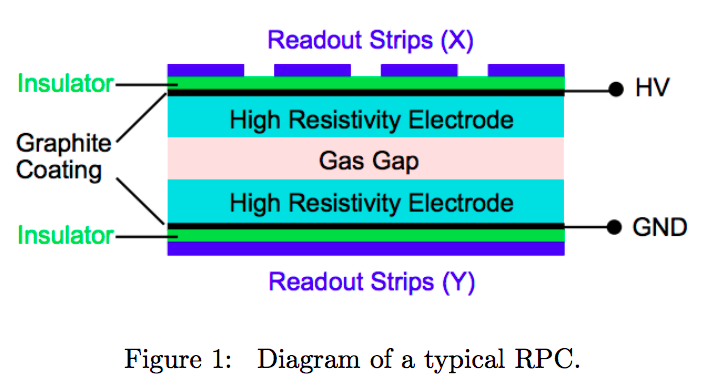 Readout Strips (X)
Insulator
HV
High Resistivity Electrode
Graphite
Coating
Gas Gap
High Resistivity Electrode
Insulator
GND
Readout Strips (Y)
Figure 1: Diagram of a typical RPC.